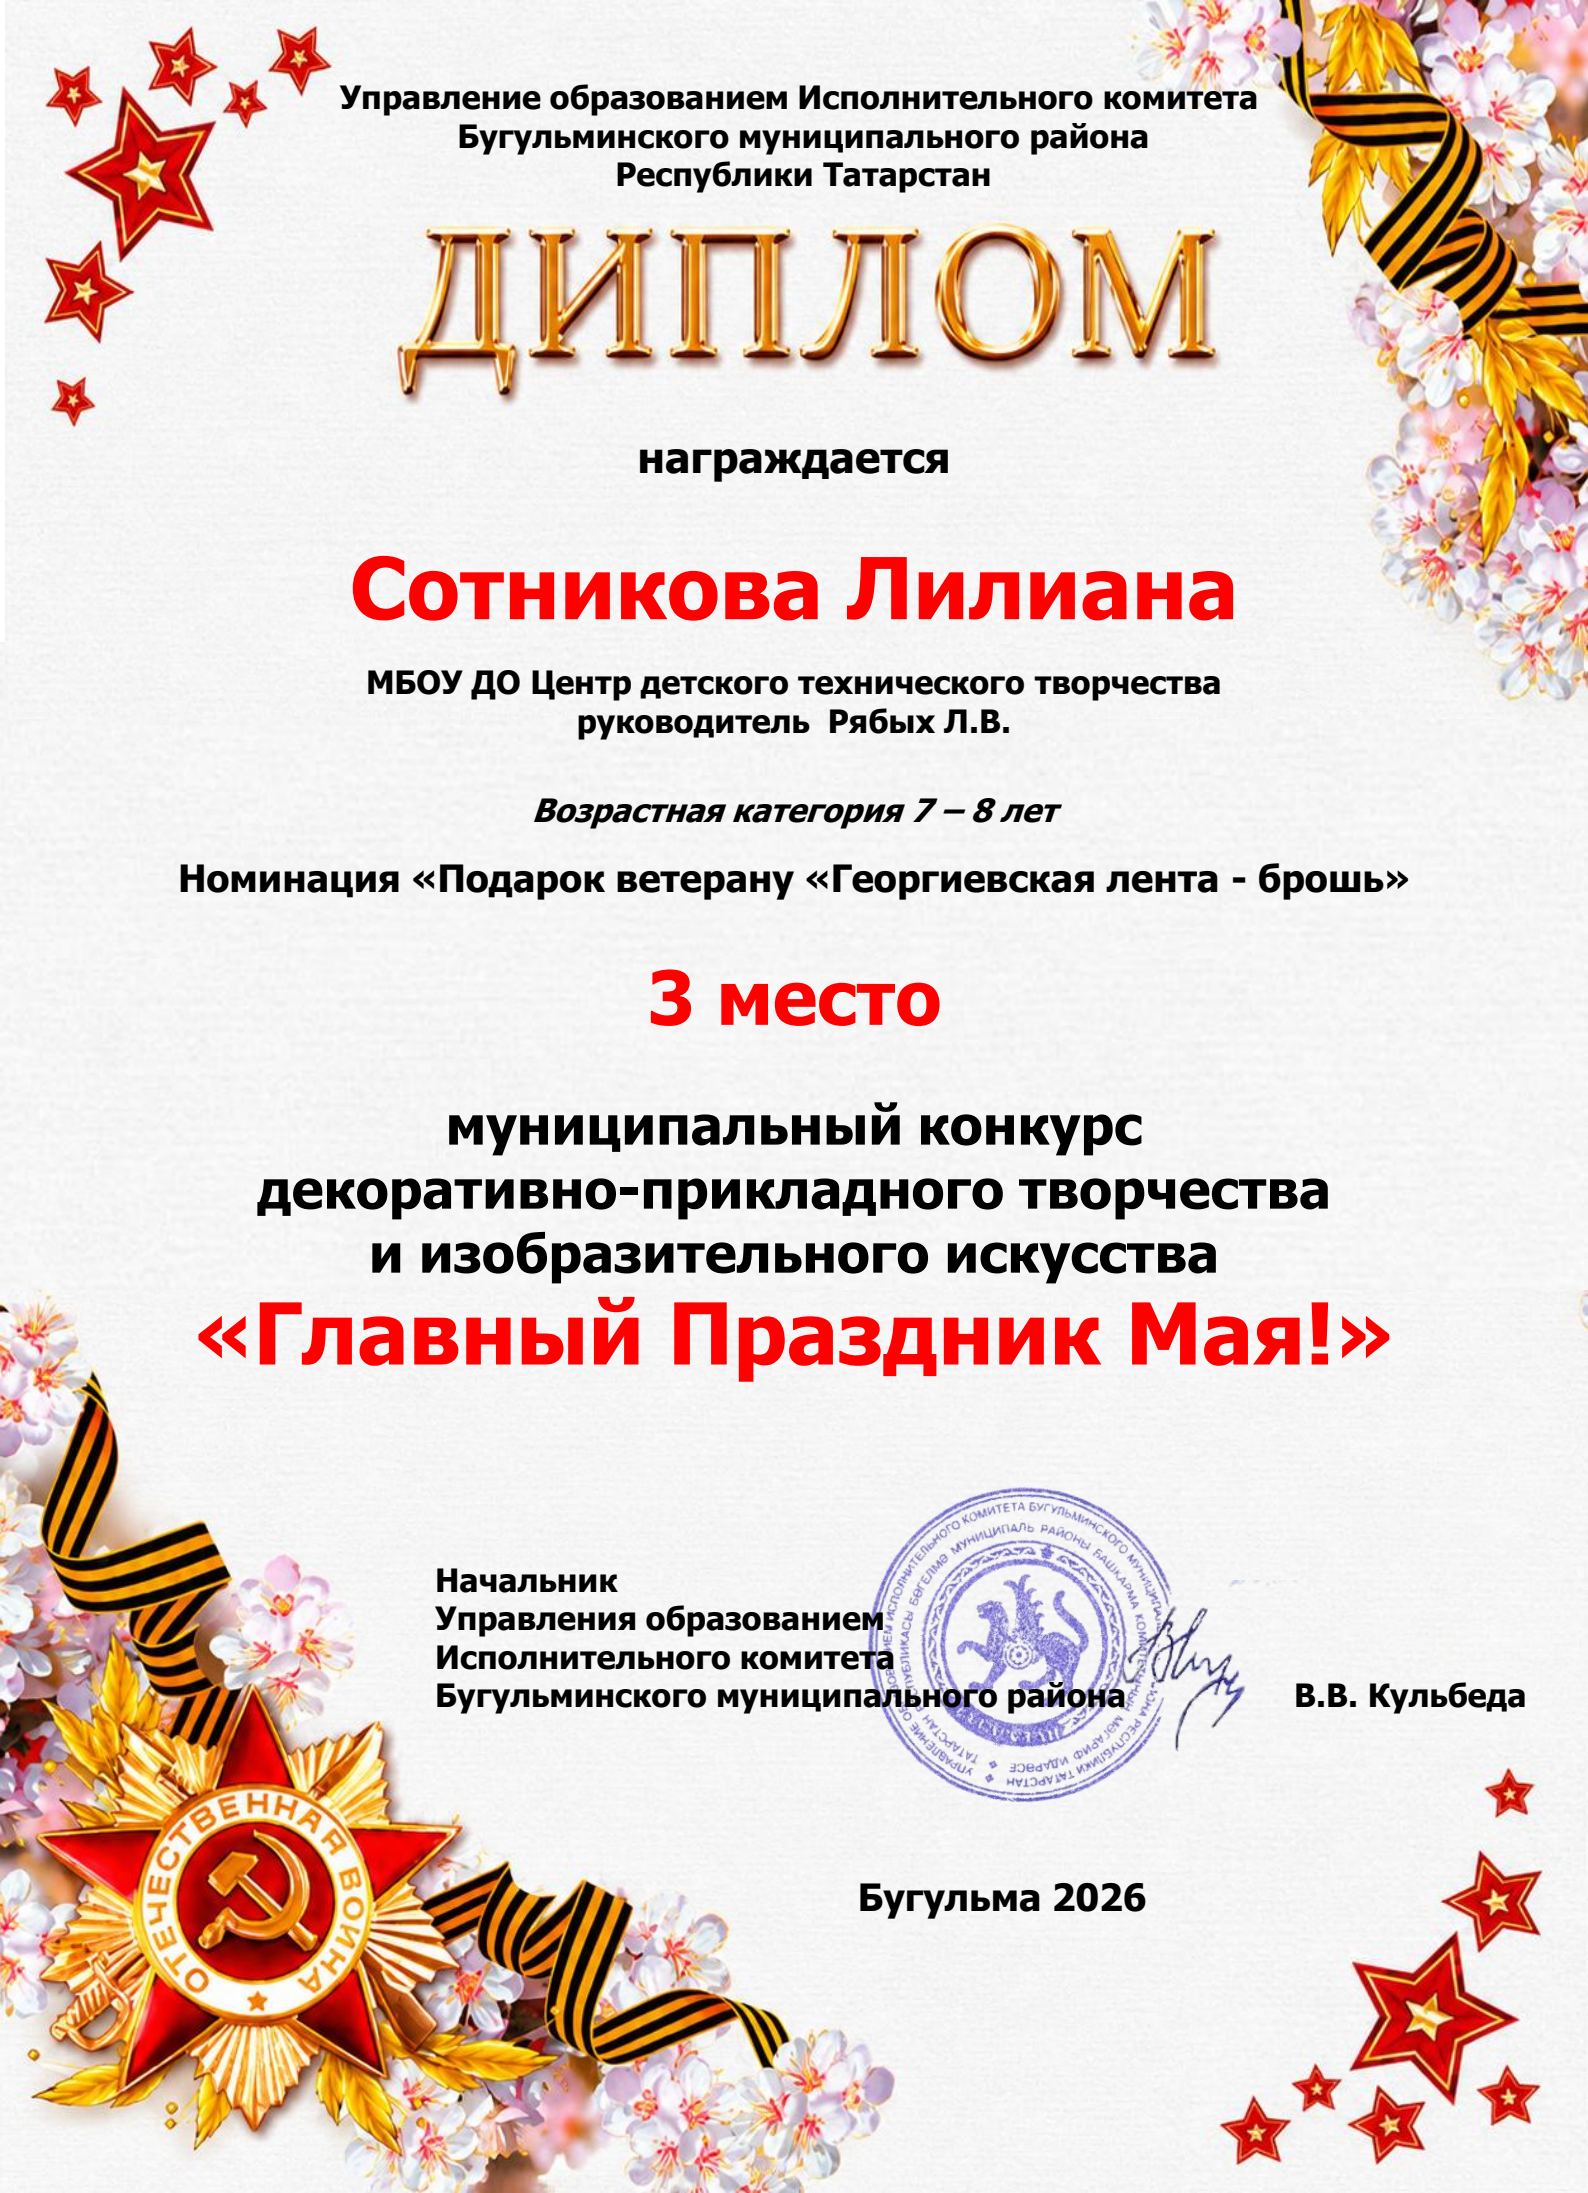 Управление образованием Исполнительного комитета
Бугульминского муниципального района
Республики Татарстан
ДИПЛОМ
награждается
Сотникова Лилиана
МБОУ ДО Центр детского технического творчества
руководитель Рябых Л.В.
Возрастная категория 7 – 8 лет
Номинация «Подарок ветерану «Георгиевская лента - брошь»
3 место
муниципальный конкурс
декоративно-прикладного творчества
и изобразительного искусства
«Главный Праздник Мая!»
Начальник
Управления образованием
Исполнительного комитета
Бугульминского муниципального района
В.В. Кульбеда
Бугульма 2026
ОТЕЧЕСТВЕННАЯ ВОЙНА